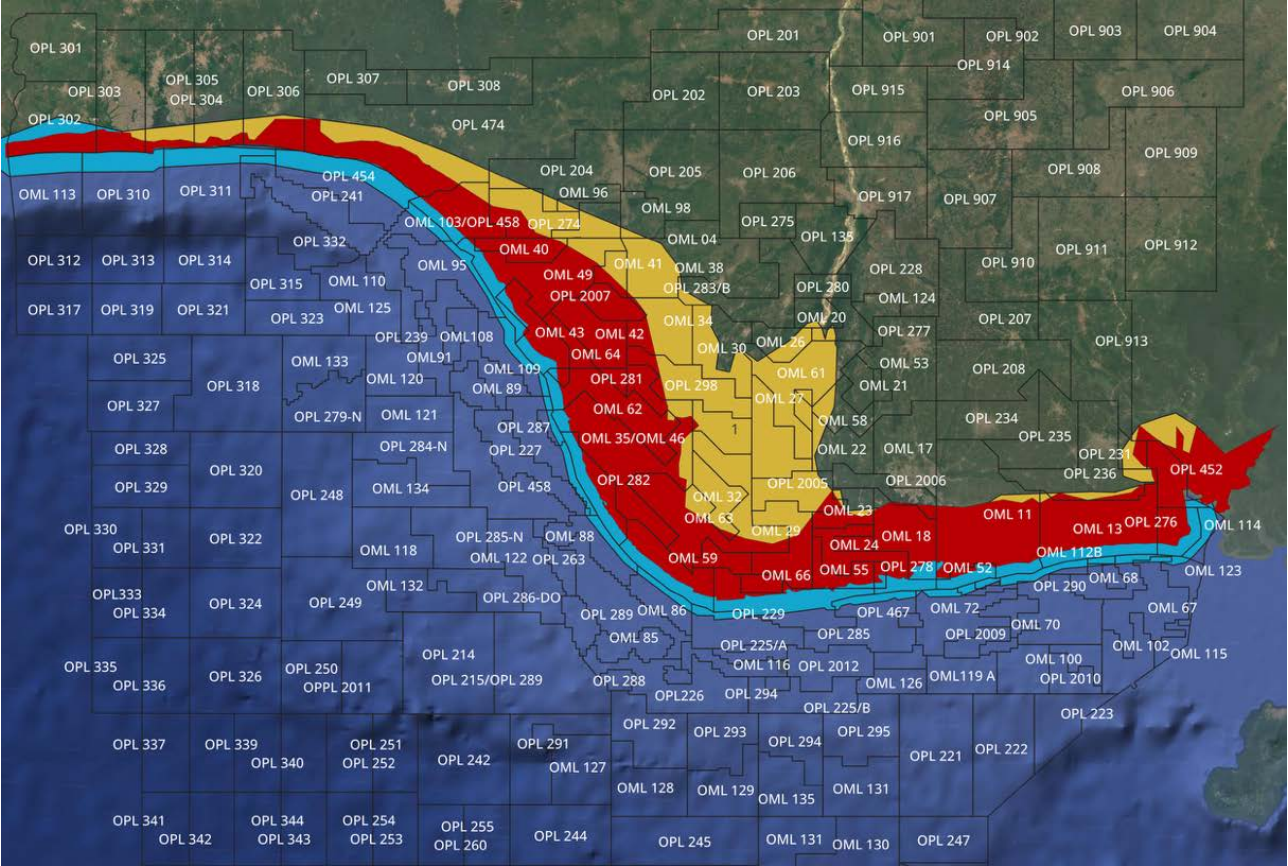 OPL 201
OPL 901
OPL 902
OPL 903
OPL 904
OPL 301
OPL 914
OPL 305
OPL 307
OPL 308
OPL 303
OPL 304
OPL 306
OPL 202
OPL 203
OPL 915
OPL 906
OPL 302
OPL 474
OPL 905
OPL 916
OPL 909
OPL 204
OPL 205
OPL 206
OPL 908
OPL 454
OML 113
OPL 310
OPL 311
OPL 241
OML 96
OPL 917
OPL 907
OML 98
OML 103/OPL 458
OPL 274
OPL 275
OPL 135
OPL 332
OML 04
OML 40
OPL 911
OPL 912
OPL 312
OPL 313
OPL 314
OML 95
OML 41
OML 38
OPL 228
OPL 910
OML 49
OPL 315
OML 110
OPL 283/B
OPL 280
OPL 2007
OML 124
OPL 317
OPL 319
OPL 321
OPL 323
OML 125
OML 34
OML 20
OPL 207
OML 43
OML 42
OPL 277
OPL 239
OML108
OML 30
OML 26
OPL 913
OPL 325
OML 133
OML91
OML 64
OML 53
OPL 318
OML 109
OML 61
OPL 208
OML 120
OML 89
OPL 281
OPL 298
OML 21
OPL 327
OPL 279-N
OML 121
OML 62
OML 27
OML 58
OPL 234
OPL 287
1
OPL 235
OPL 328
OPL 284-N
OPL 227
OML 35/OML 46
OML 22
OML 17
OPL 231
OPL 320
OPL 236
OPL 452
OPL 329
OPL 248
OML 134
OPL 458
OPL 282
OPL 2005
OPL 2006
OML 32
OML 23
OML 11
OML 63
OPL 330
OML 29
OML 13
OPL 276
OML 114
OPL 322
OPL 285-N
OML 88
OML 18
OPL 331
OML 118
OML 122
OPL 263
OML 59
OML 24
OML 112B
OML 66
OML 55
OPL 278
OML 52
OML 123
OML 68
OPL 290
OML 132
OPL333
OPL 334
OPL 324
OPL 249
OPL 286-DO
OPL 289
OML 86
OPL 229
OPL 467
OML 72
OML 67
OML 70
OML 85
OPL 285
OPL 2009
OPL 225/A
OML 102
OML 115
OPL 214
OML 100
OPL 335
OPL 250
OML 116
OPL 2012
OPL 326
OPL 215/OPL 289
OPL 288
OML 126
OML119 A
OPL 2010
OPL 336
OPPL 2011
OPL226
OPL 294
OPL 225/B
OPL 223
OPL 292
OPL 293
OPL 295
OPL 337
OPL 339
OPL 251
OPL 291
OPL 294
OPL 222
OPL 340
OPL 252
OPL 242
OML 127
OPL 221
OML 128
OML 129
OML 131
OML 135
OPL 341
OPL 344
OPL 254
OPL 255
OPL 342
OPL 343
OPL 253
OPL 260
OPL 244
OPL 245
OML 131
OML 130
OPL 247